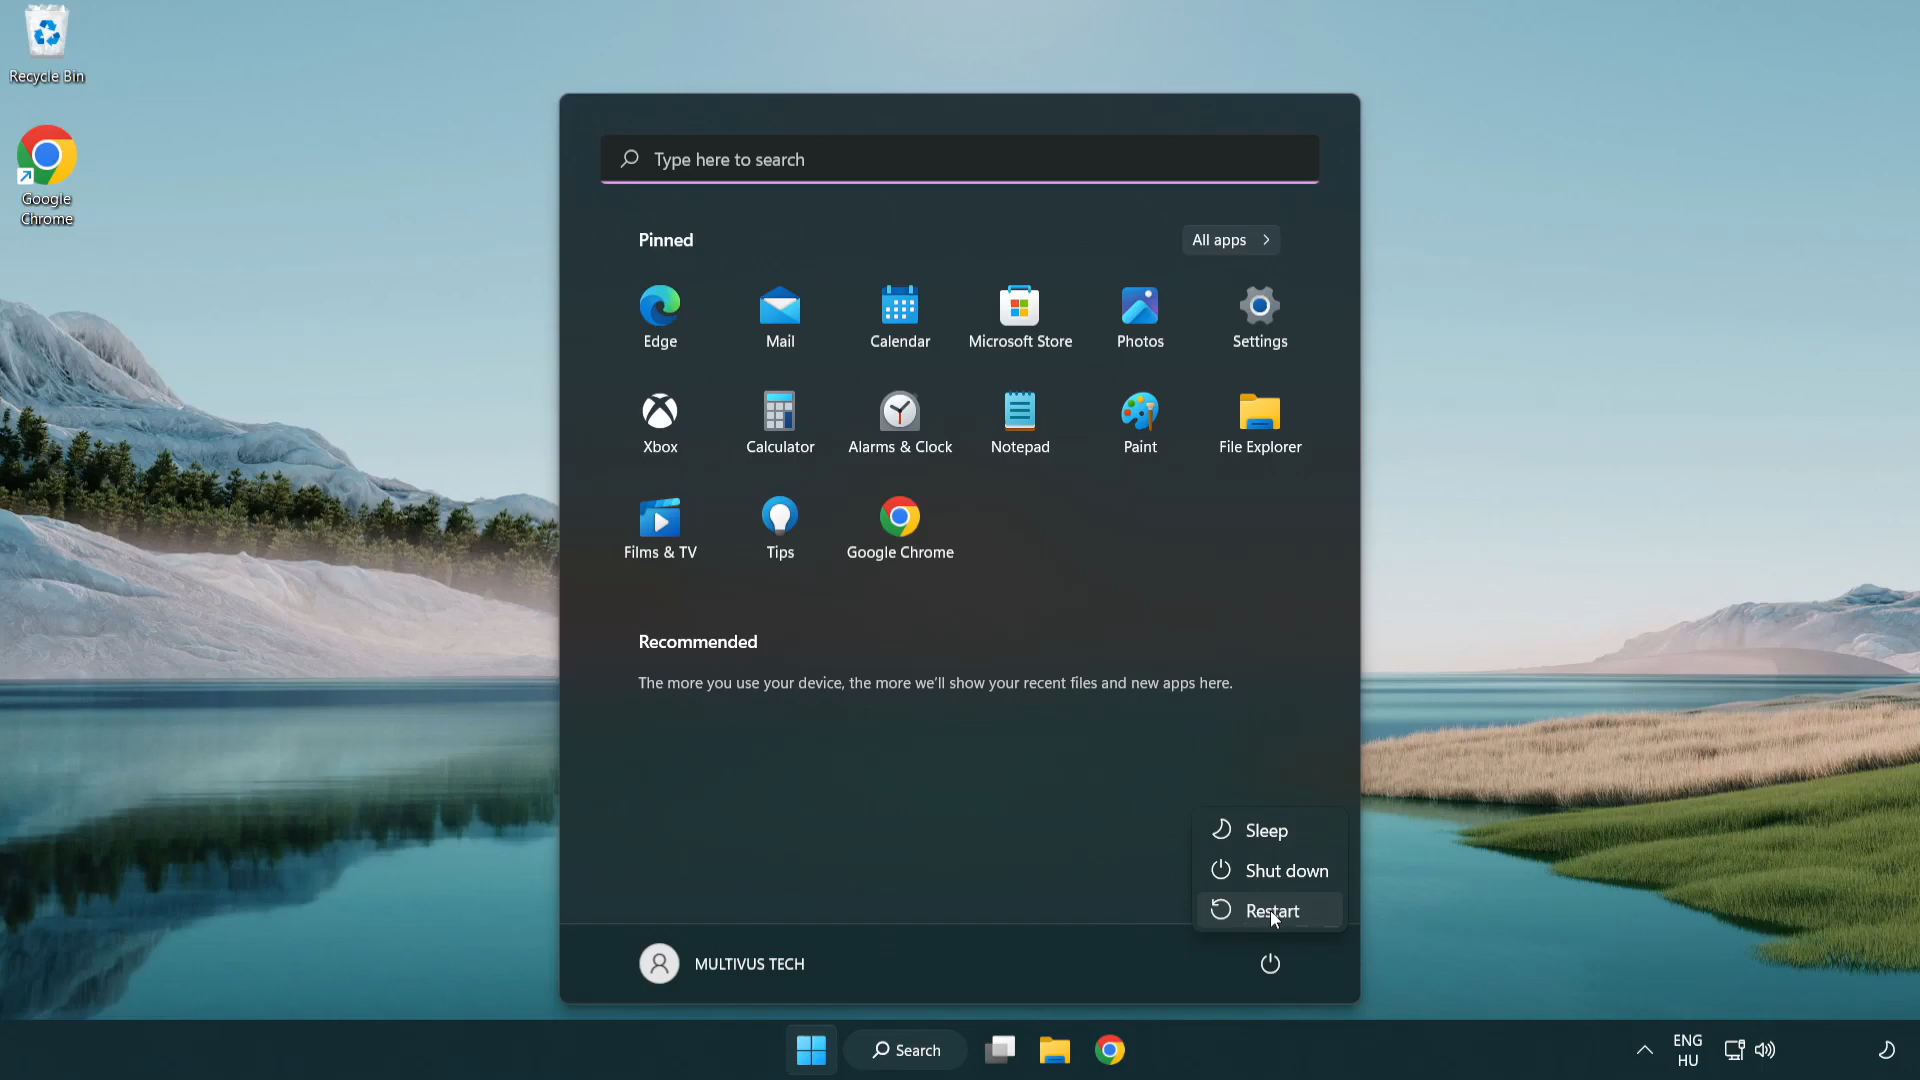 Recycle Bin
Google
Chrome
Type here to search
Pinned
All apps
Edge
Mail
Calendar
Microsoft Store
Photos
Settings
Xbox
Calculator
Alarms & Clock
Notepad
Paint
File Explorer
Films & TV
Tips
Google Chrome
Recommended
The more you use your device, the more we'll show your recent files and new apps here.
Sleep
Shut down
Restart
MULTIVUS TECH
Search
ENG
HU